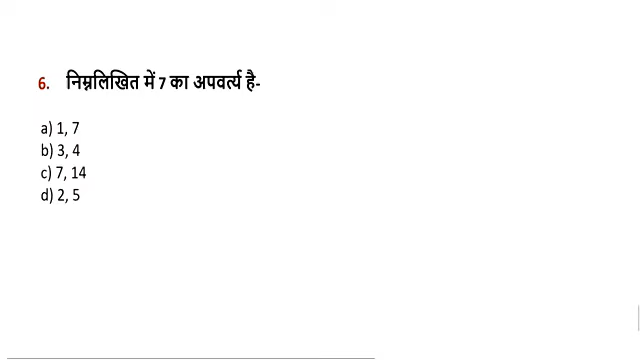 6. निम्नलिखित में 7 का अपवर्त्य है-
a) 1, 7
b) 3, 4
c) 7, 14
d) 2, 5